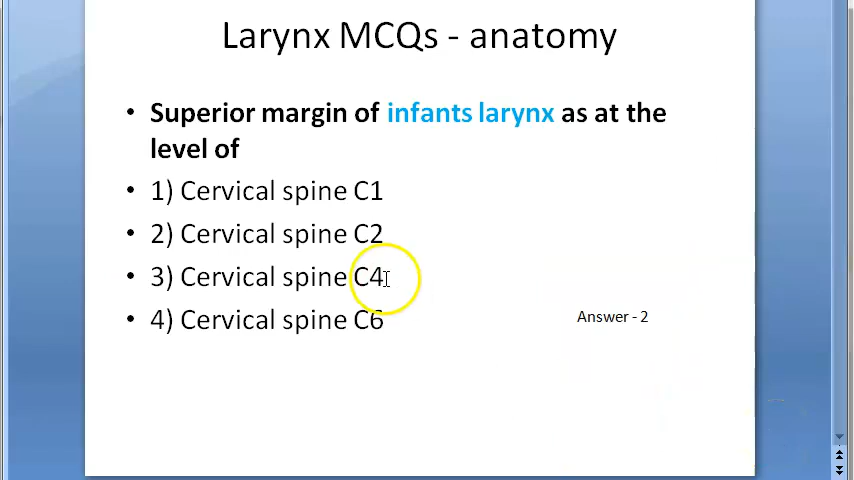 Larynx MCQs - anatomy
• Superior margin of infants larynx as at the
level of
• 1) Cervical spine C1
• 2) Cervical spine C2
• 3) Cervical spine C4
• 4) Cervical spine C6
Answer - 2